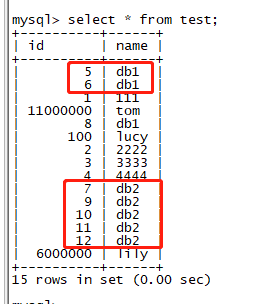 mysql> select * from test;
+----------+------+
| id | name |
+----------+------+
| 5 | db1 |
| 6 | db1 |
| 1 | 111 |
| 11000000 | tom |
| 8 | db1 |
| 100 | lucy |
| 2 | 2222 |
| 3 | 3333 |
| 4 | 4444 |
| 7 | db2 |
| 9 | db2 |
| 10 | db2 |
| 11 | db2 |
| 12 | db2 |
| 6000000 | lily |
+----------+------+
15 rows in set (0.00 sec)